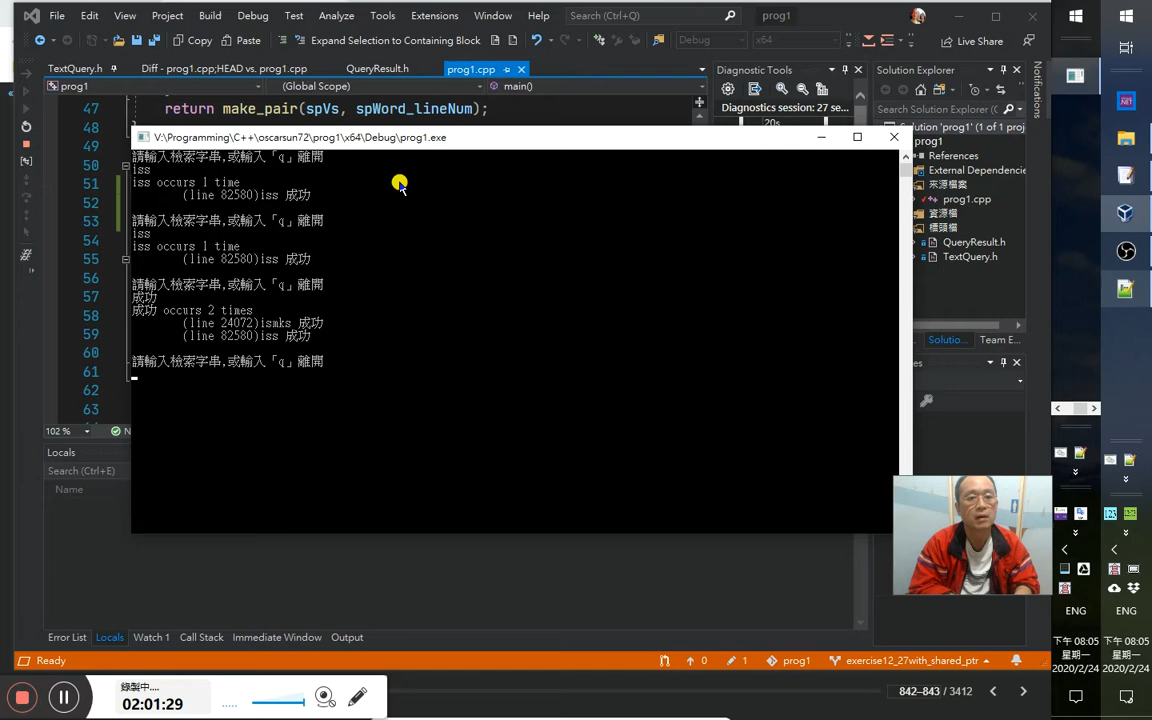 File Edit View Project Build Debug Test Analyze Tools Extensions Window Help Search (Ctrl+Q) prog1
Copy Paste Expand Selection to Containing Block Debug x64 Live Share
TextQuery.h Diff - prog1.cpp;HEAD vs. prog1.cpp QueryResult.h prog1.cpp
Diagnostic Tools
Solution Explorer
Notifications
prog1 (Global Scope) main()
47 return make_pair(spVs, spWord_lineNum);
48
49
50
51
52
53
54
55
56
57
58
59
60
61
62
63
Diagnostics session: 27 se...
20s
Search Solution Explorer
Solution 'prog1' (1 of 1 proj
prog1
References
External Dependencie
來源檔案
prog1.cpp
資源檔
標頭檔
QueryResult.h
TextQuery.h
Solutio... Team E...
V:\Programming\C++\oscarsun72\prog1\x64\Debug\prog1.exe
請輸入檢索字串,或輸入「q」離開
iss
iss occurs 1 time
(line 82580)iss 成功
請輸入檢索字串,或輸入「q」離開
iss
iss occurs 1 time
(line 82580)iss 成功
請輸入檢索字串,或輸入「q」離開
成功
成功 occurs 2 times
(line 24072)ismks 成功
(line 82580)iss 成功
請輸入檢索字串,或輸入「q」離開
102 %
Locals
Search (Ctrl+E)
Name
Error List Locals Watch 1 Call Stack Immediate Window Output
Ready 0 1 prog1 exercise12_27with_shared_ptr
錄製中....
02:01:29
842–843 / 3412
.NET
ENG ENG
下午 08:05 下午 08:05
星期一 星期一
2020/2/24 2020/2/24